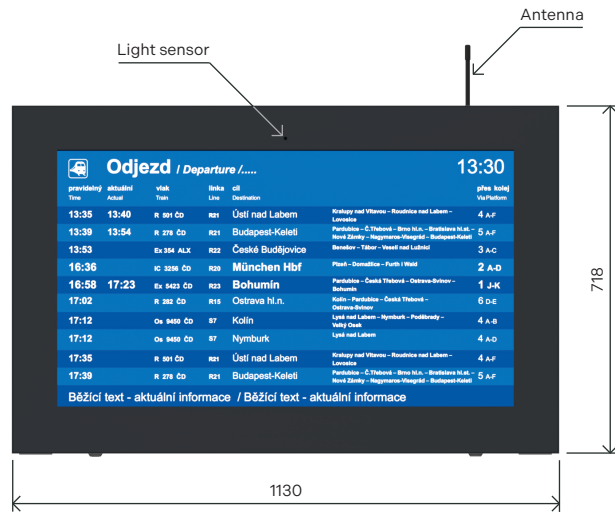 Antenna
Light sensor
Odjezd / Departure /..... 13:30
pravidelný aktuální vlak linka cíl přes kolej
Time Actual Train Line Destination Via Platform
13:35 13:40 R 501 ČD R21 Ústí nad Labem Kralupy nad Vltavou – Roudnice nad Labem – 4 A-F
Lovosice
13:39 13:54 R 278 ČD R21 Budapest-Keleti Pardubice – Č.Třebová – Brno hl.n. – Bratislava hl.st. – 5 A-F
Nové Zámky – Nagymaros-Visegrád – Budapest-Keleti
13:53 Ex 354 ALX R22 České Budějovice Benešov – Tábor – Veselí nad Lužnicí 3 A-C
16:36 IC 3256 ČD R20 München Hbf Plzeň – Domažlice – Furth i Wald 2 A-D
16:58 17:23 Ex 5423 ČD R23 Bohumín Pardubice – Česká Třebová – Ostrava-Svinov – 1 J-K
Bohumín
17:02 R 282 ČD R15 Ostrava hl.n. Kolín – Pardubice – Česká Třebová – 6 D-E
Ostrava-Svinov
17:12 Os 9450 ČD S7 Kolín Lysá nad Labem – Nymburk – Poděbrady – 4 A-B
Velký Osek
17:12 Os 9450 ČD S7 Nymburk Lysá nad Labem 4 A-D
17:35 R 501 ČD R21 Ústí nad Labem Kralupy nad Vltavou – Roudnice nad Labem – 4 A-F
Lovosice
17:39 R 278 ČD R21 Budapest-Keleti Pardubice – Č.Třebová – Brno hl.n. – Bratislava hl.st. – 5 A-F
Nové Zámky – Nagymaros-Visegrád – Budapest-Keleti
Běžící text - aktuální informace / Běžící text - aktuální informace
718
1130